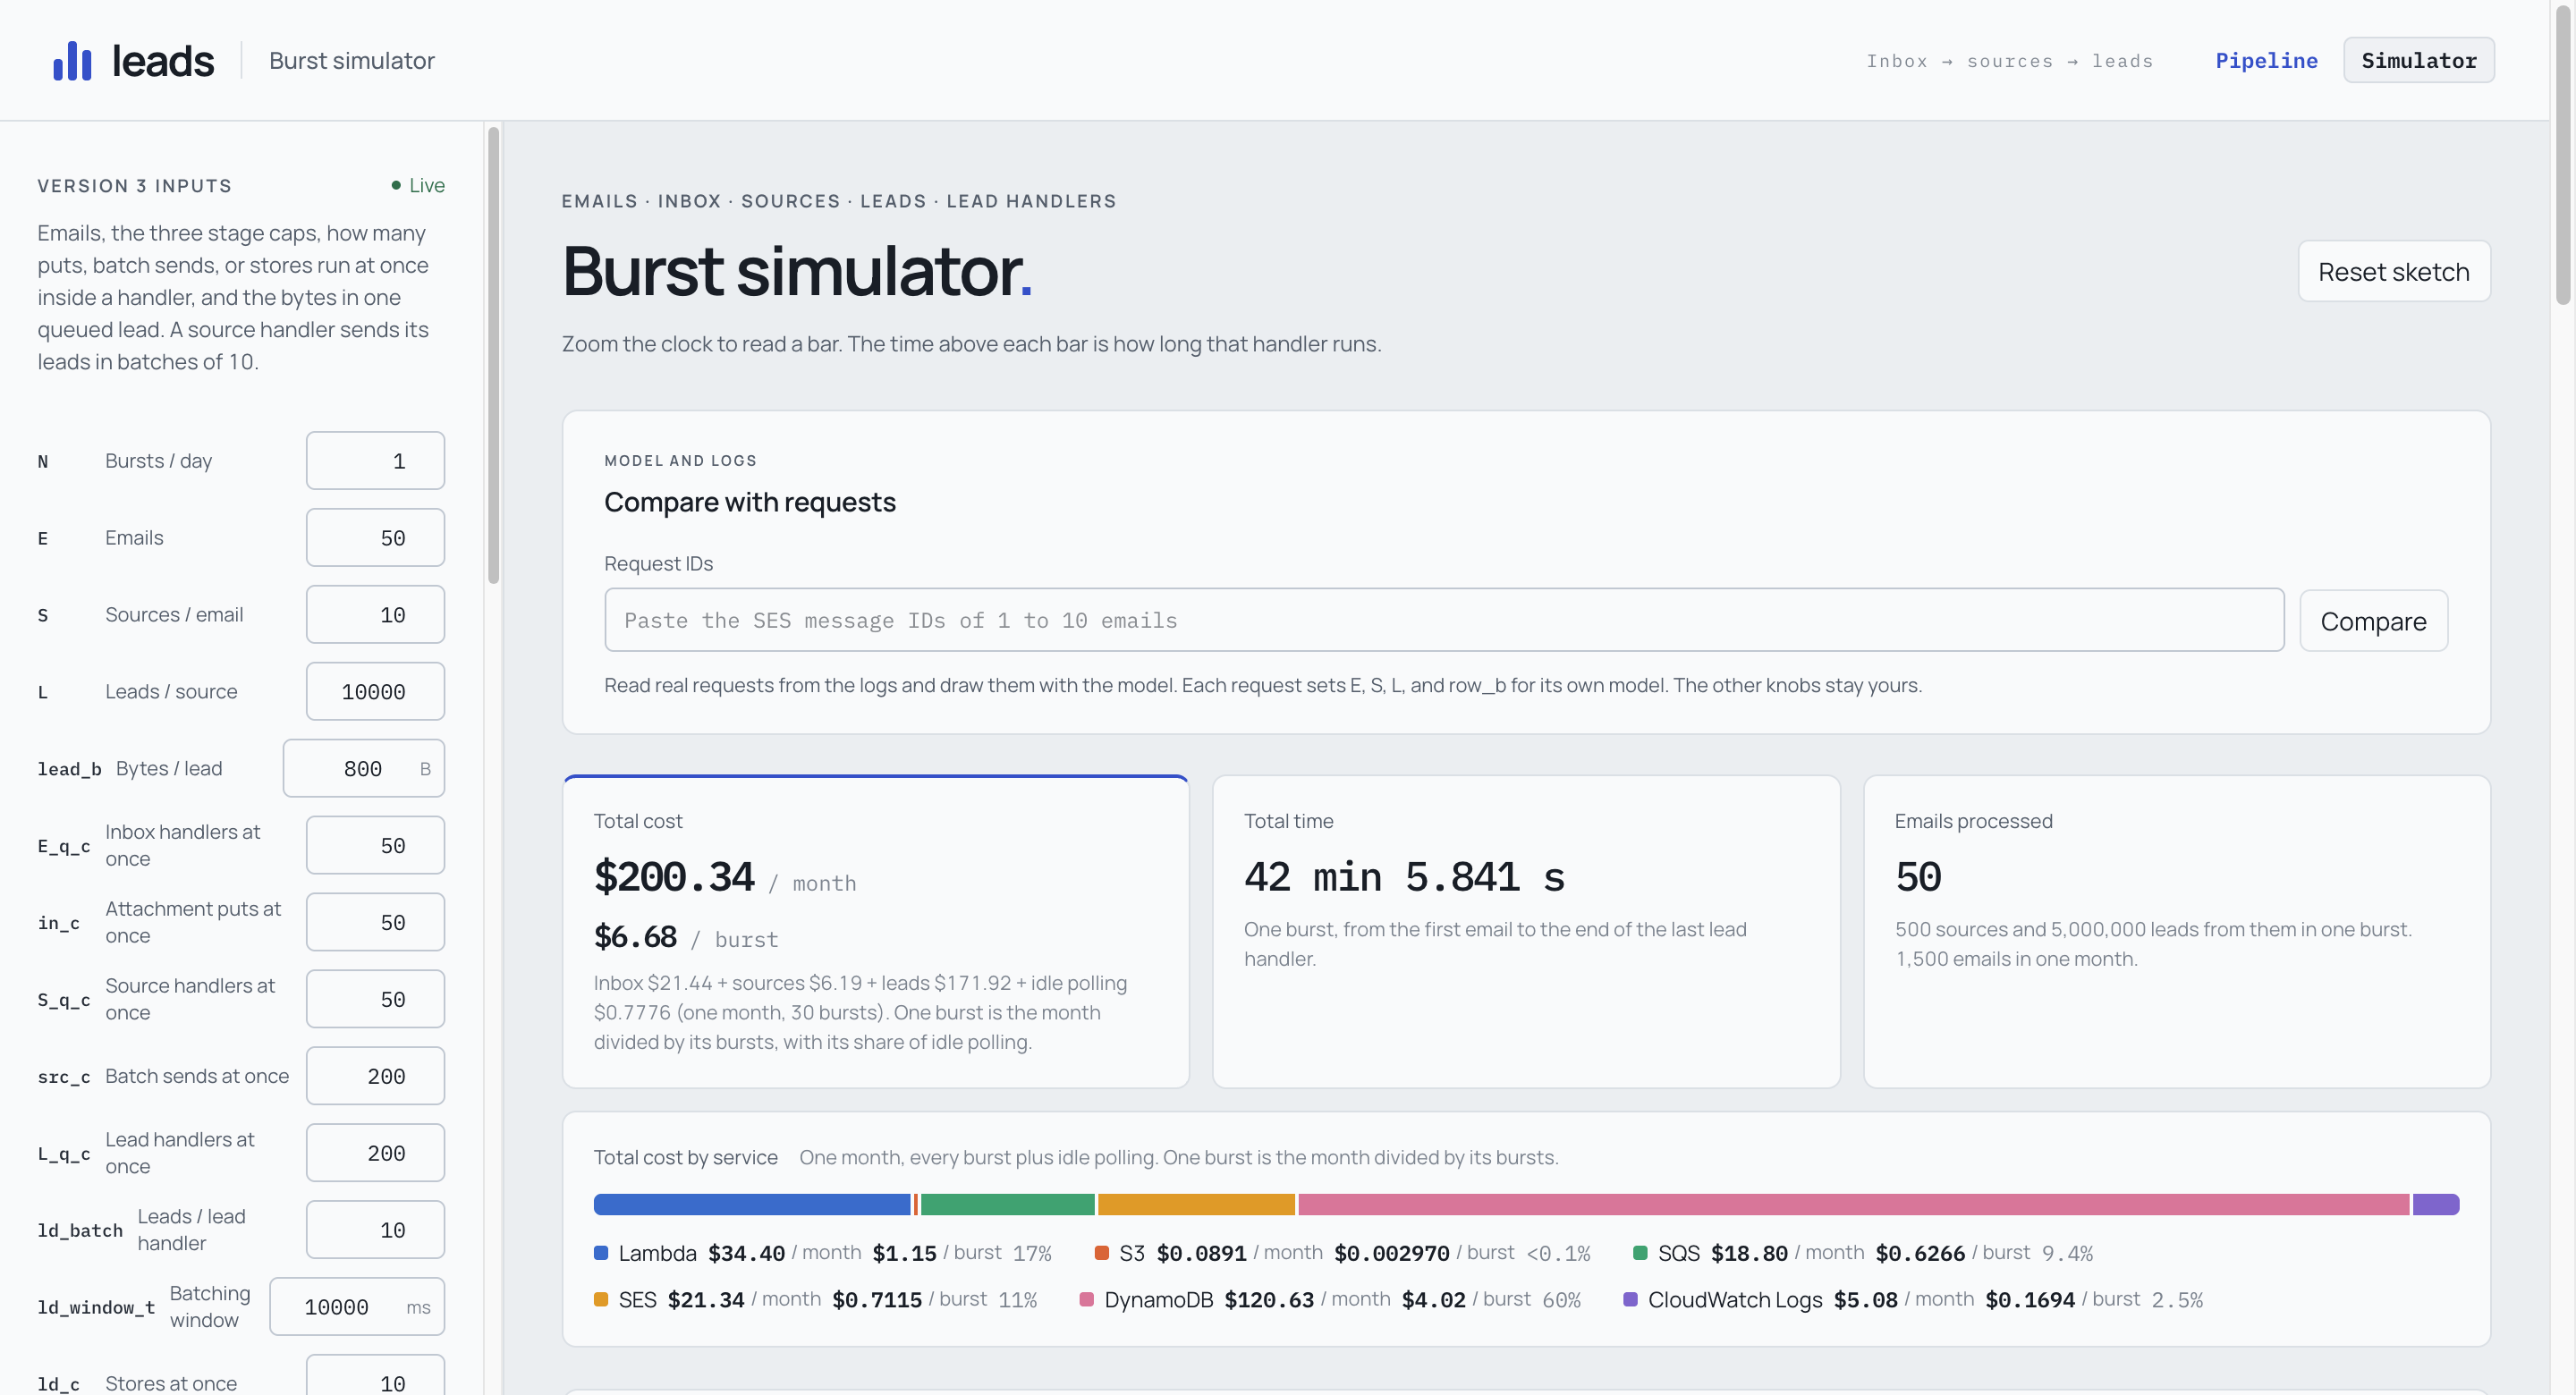 leads
Burst simulator
Inbox → sources → leads
Pipeline
Simulator
VERSION 3 INPUTS
Live
Emails, the three stage caps, how many
puts, batch sends, or stores run at once
inside a handler, and the bytes in one
queued lead. A source handler sends its
leads in batches of 10.
N Bursts / day 1
E Emails 50
S Sources / email 10
L Leads / source 10000
lead_b Bytes / lead 800 B
E_q_c Inbox handlers at once 50
in_c Attachment puts at once 50
S_q_c Source handlers at once 50
src_c Batch sends at once 200
L_q_c Lead handlers at once 200
ld_batch Leads / lead handler 10
ld_window_t Batching window 10000 ms
ld_c Stores at once 10
EMAILS · INBOX · SOURCES · LEADS · LEAD HANDLERS
Burst simulator.
Reset sketch
Zoom the clock to read a bar. The time above each bar is how long that handler runs.
MODEL AND LOGS
Compare with requests
Request IDs
Paste the SES message IDs of 1 to 10 emails
Compare
Read real requests from the logs and draw them with the model. Each request sets E, S, L, and row_b for its own model. The other knobs stay yours.
Total cost
$200.34 / month
$6.68 / burst
Inbox $21.44 + sources $6.19 + leads $171.92 + idle polling
$0.7776 (one month, 30 bursts). One burst is the month
divided by its bursts, with its share of idle polling.
Total time
42 min 5.841 s
One burst, from the first email to the end of the last lead
handler.
Emails processed
50
500 sources and 5,000,000 leads from them in one burst.
1,500 emails in one month.
Total cost by service One month, every burst plus idle polling. One burst is the month divided by its bursts.
Lambda $34.40 / month $1.15 / burst 17% S3 $0.0891 / month $0.002970 / burst <0.1% SQS $18.80 / month $0.6266 / burst 9.4%
SES $21.34 / month $0.7115 / burst 11% DynamoDB $120.63 / month $4.02 / burst 60% CloudWatch Logs $5.08 / month $0.1694 / burst 2.5%